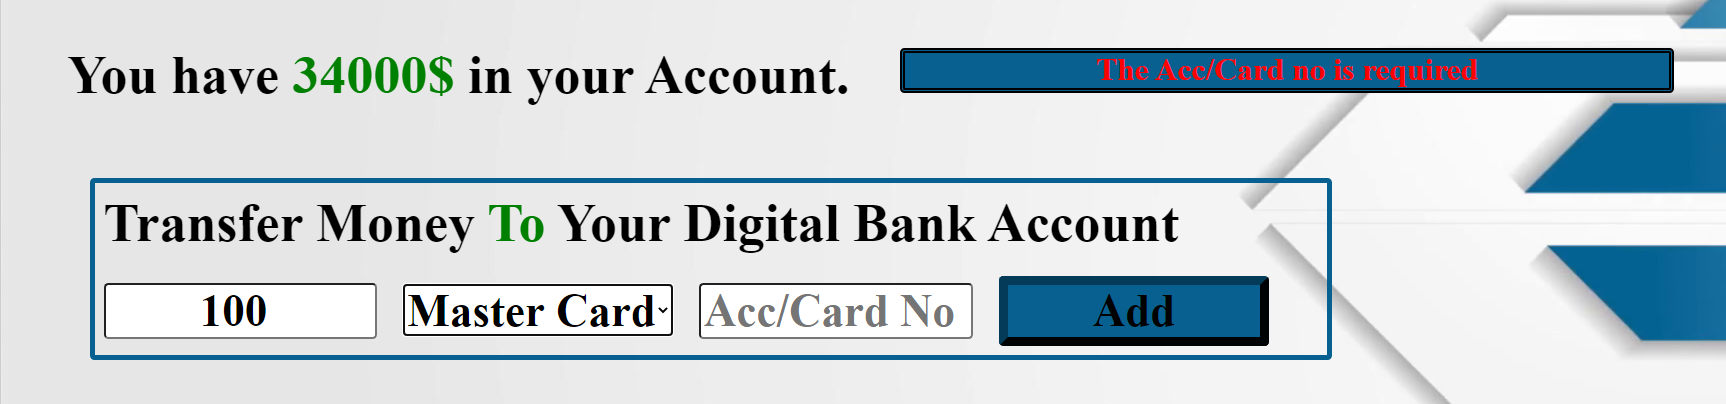 You have 34000$ in your Account.
The Acc/Card no is required
Transfer Money To Your Digital Bank Account
100
Master Card
Acc/Card No
Add